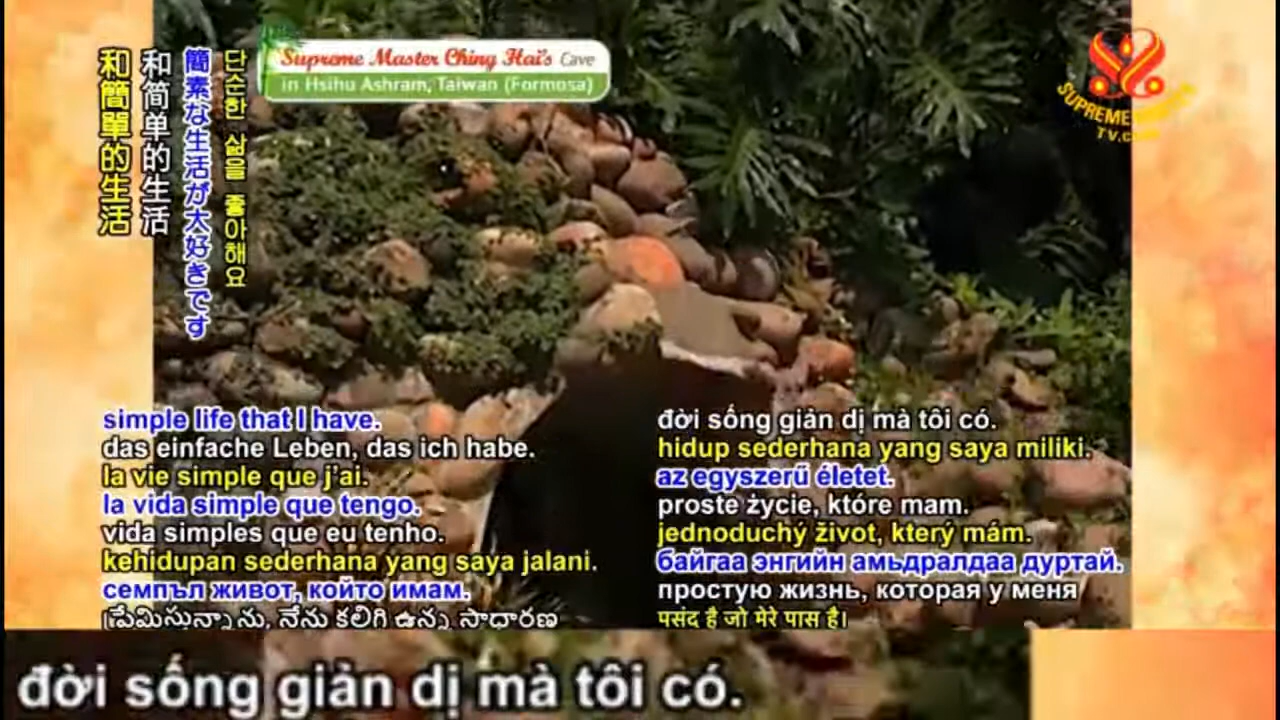 Supreme Master Ching Hai's Cave
in Hsihu Ashram, Taiwan (Formosa)
SUPREME
TV.com
和簡單的生活
和简单的生活
簡素な生活が大好きです
단순한 삶을 좋아해요
simple life that I have.
das einfache Leben, das ich habe.
la vie simple que j'ai.
la vida simple que tengo.
vida simples que eu tenho.
kehidupan sederhana yang saya jalani.
семпъл живот, който имам.
ప్రేమిస్తున్నాను, నేను కలిగి ఉన్న సాధారణ
đời sống giản dị mà tôi có.
hidup sederhana yang saya miliki.
az egyszerű életet.
proste życie, które mam.
jednoduchý život, který mám.
байгаа энгийн амьдралдаа дуртай.
простую жизнь, которая у меня
पसंद है जो मेरे पास है।
đời sống giản dị mà tôi có.